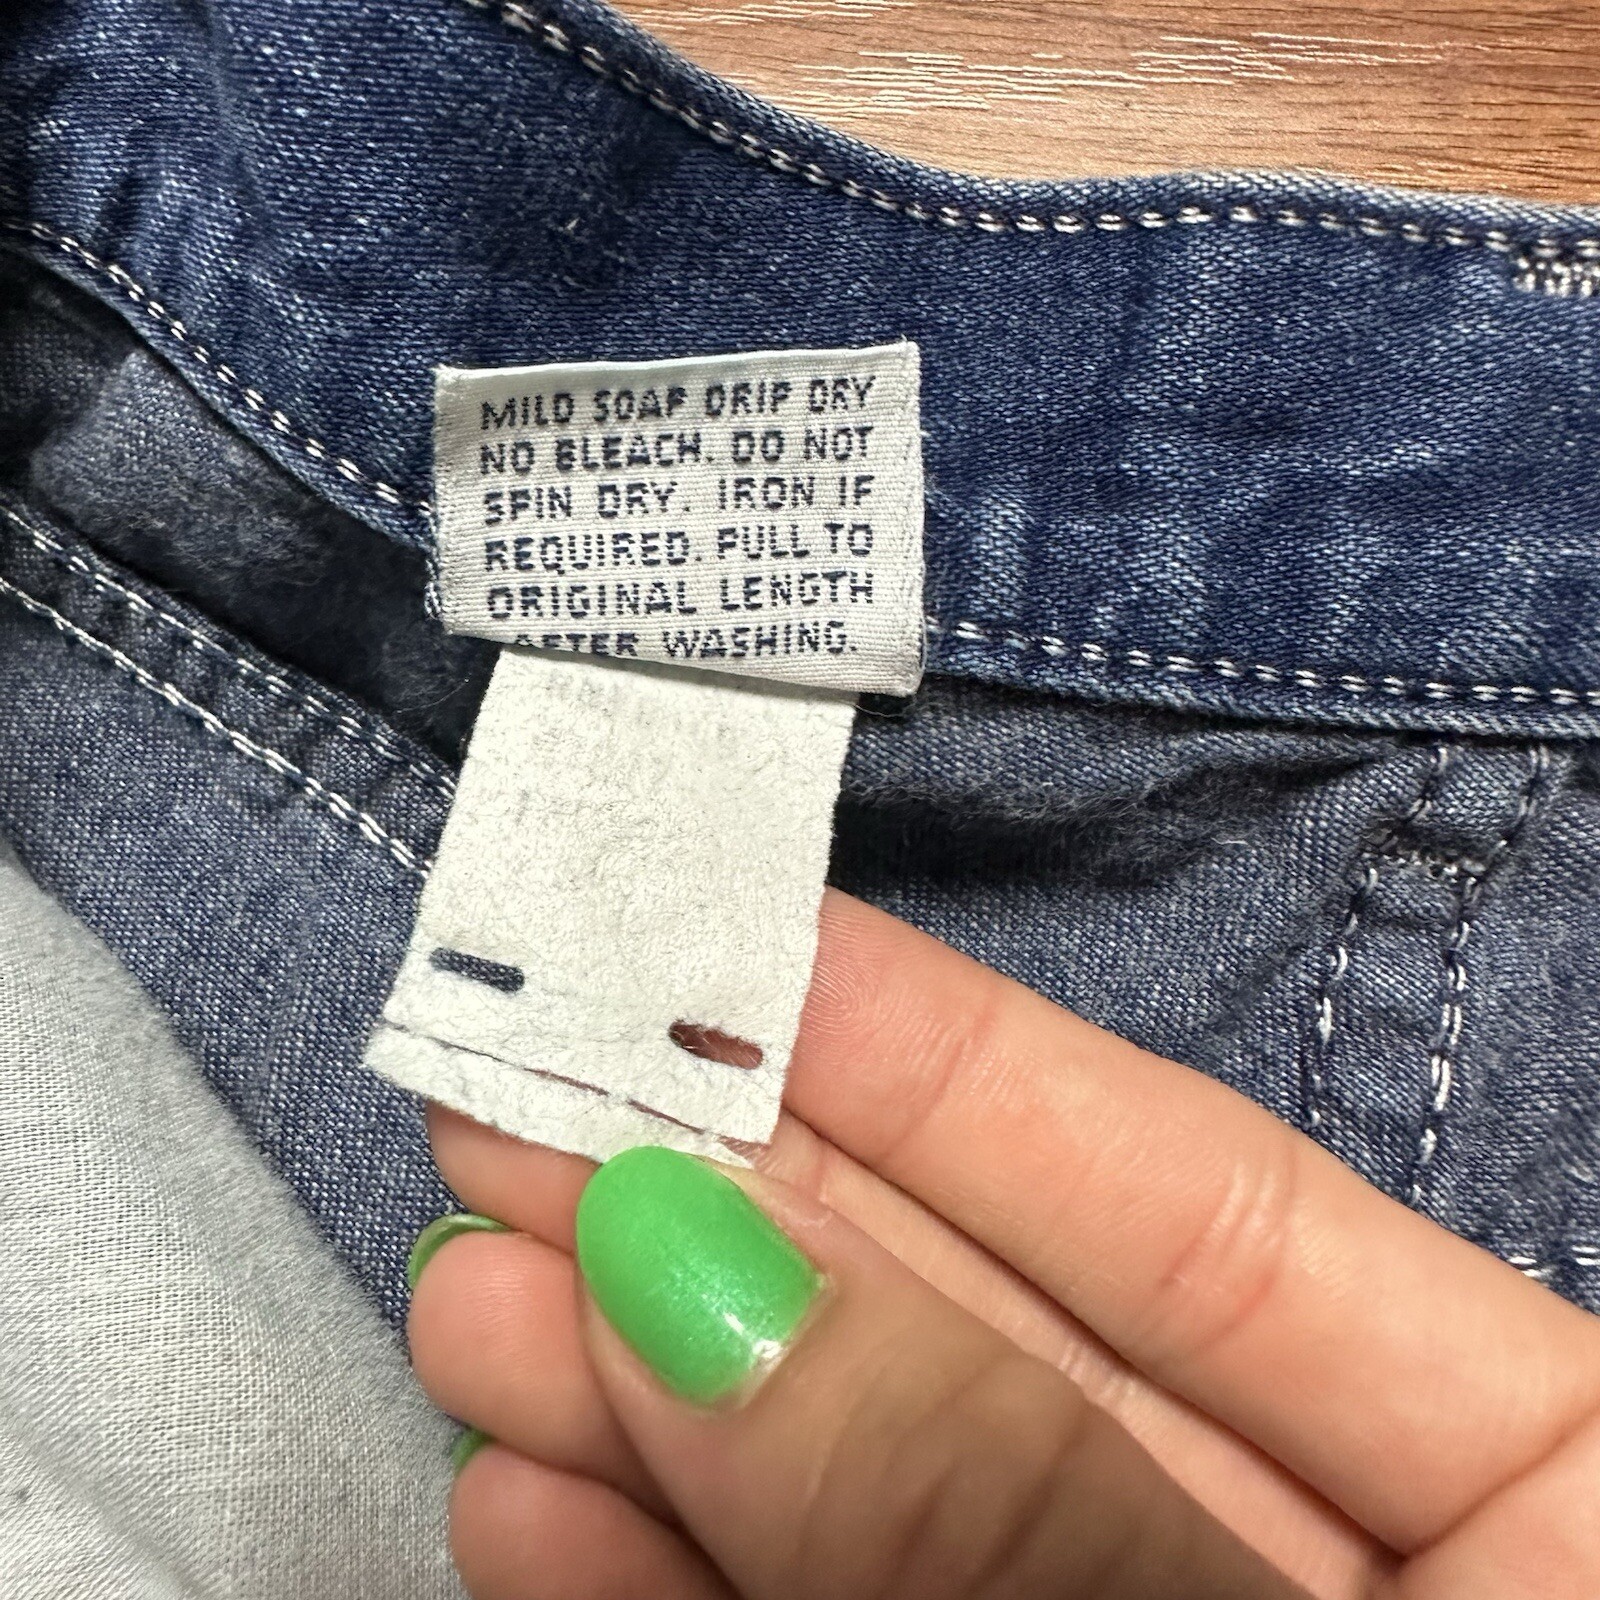 MILD SOAP DRIP DRY
NO BLEACH. DO NOT
SPIN DRY. IRON IF
REQUIRED. PULL TO
ORIGINAL LENGTH
AFTER WASHING.